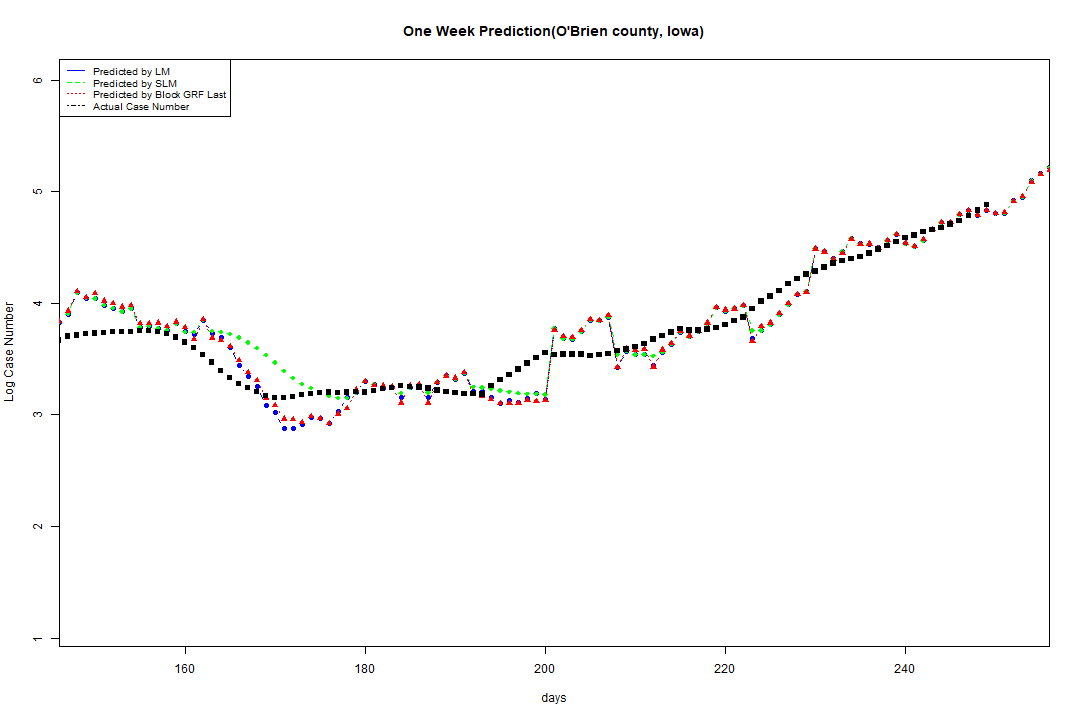 One Week Prediction(O'Brien county, Iowa)
Predicted by LM
Predicted by SLM
Predicted by Block GRF Last
Actual Case Number
6
5
4
3
2
1
Log Case Number
160 180 200 220 240
days